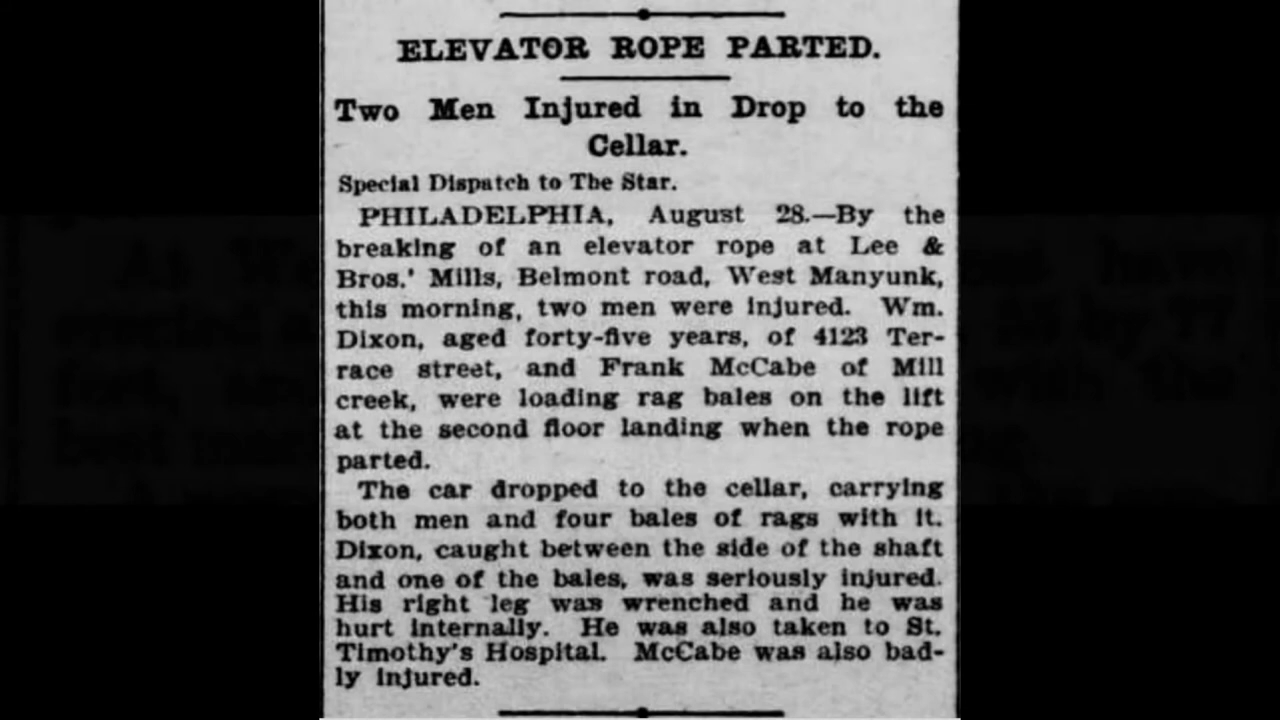 ELEVATOR ROPE PARTED.
Two Men Injured in Drop to the
Cellar.
Special Dispatch to The Star.
PHILADELPHIA, August 28.—By the
breaking of an elevator rope at Lee &
Bros.' Mills, Belmont road, West Manyunk,
this morning, two men were injured. Wm.
Dixon, aged forty-five years, of 4123 Ter-
race street, and Frank McCabe of Mill
creek, were loading rag bales on the lift
at the second floor landing when the rope
parted.
The car dropped to the cellar, carrying
both men and four bales of rags with it.
Dixon, caught between the side of the shaft
and one of the bales, was seriously injured.
His right leg was wrenched and he was
hurt internally. He was also taken to St.
Timothy's Hospital. McCabe was also bad-
ly injured.